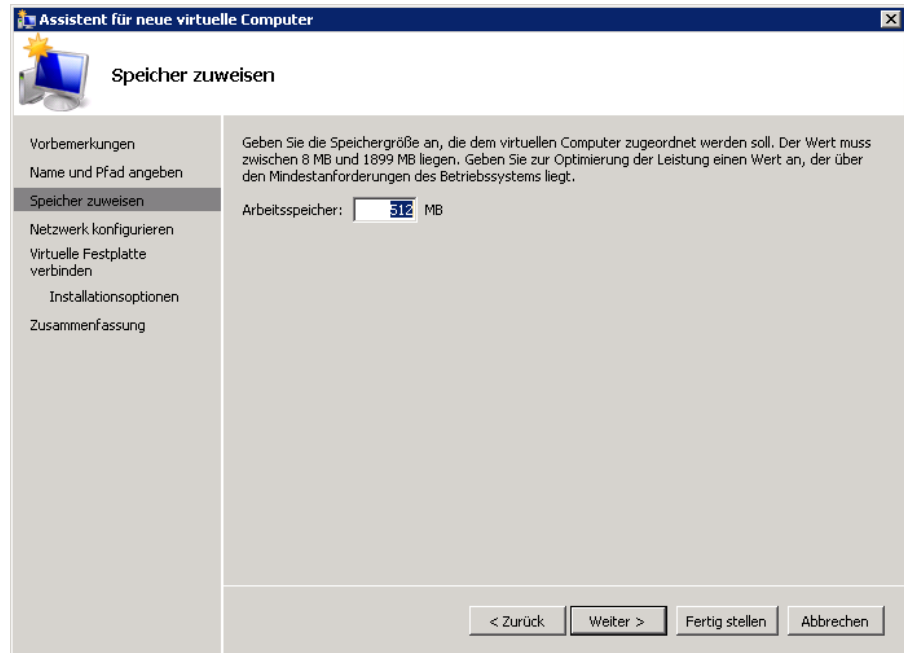 Assistent für neue virtuelle Computer
Speicher zuweisen
Vorbemerkungen
Name und Pfad angeben
Speicher zuweisen
Netzwerk konfigurieren
Virtuelle Festplatte
verbinden
Installationsoptionen
Zusammenfassung
Geben Sie die Speichergröße an, die dem virtuellen Computer zugeordnet werden soll. Der Wert muss
zwischen 8 MB und 1899 MB liegen. Geben Sie zur Optimierung der Leistung einen Wert an, der über
den Mindestanforderungen des Betriebssystems liegt.
Arbeitsspeicher: 512 MB
< Zurück Weiter > Fertig stellen Abbrechen